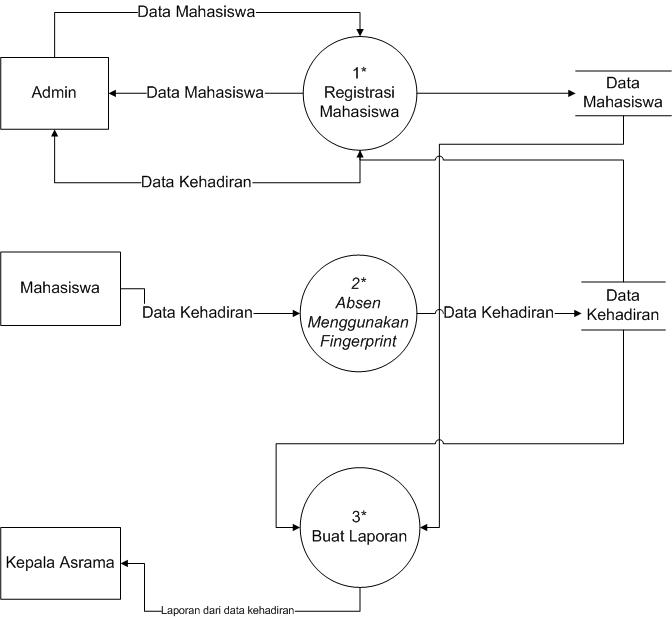 Data Mahasiswa
Admin
Data Mahasiswa
1*
Registrasi
Mahasiswa
Data
Mahasiswa
Data Kehadiran
Mahasiswa
Data Kehadiran
2*
Absen
Menggunakan
Fingerprint
Data Kehadiran
Data
Kehadiran
3*
Buat Laporan
Kepala Asrama
Laporan dari data kehadiran